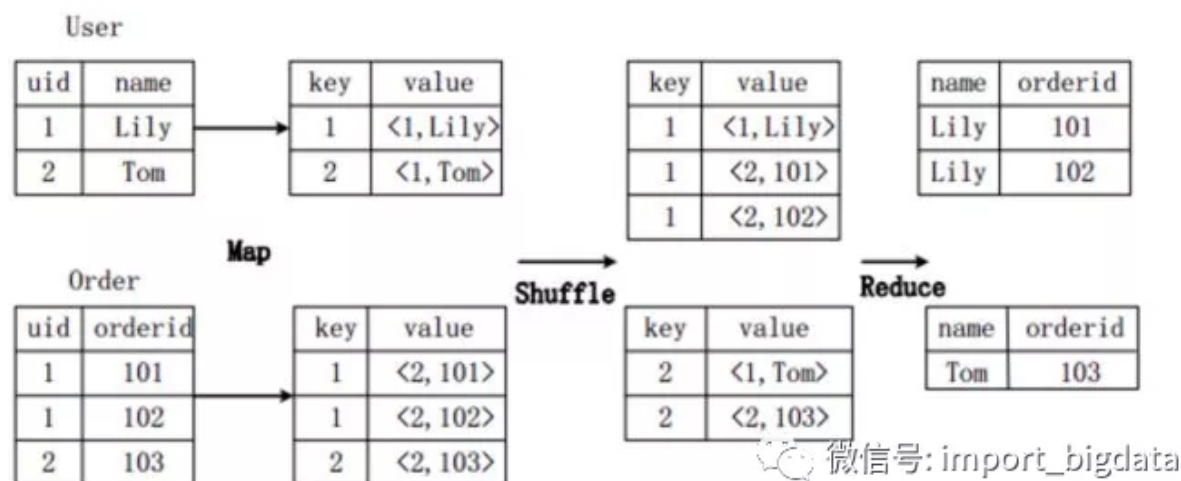 User
uid name
1 Lily
2 Tom
key value
1 <1,Lily>
2 <1,Tom>
key value
1 <1,Lily>
1 <2,101>
1 <2,102>
name orderid
Lily 101
Lily 102
Map
Shuffle
Reduce
Order
uid orderid
1 101
1 102
2 103
key value
1 <2,101>
1 <2,102>
2 <2,103>
key value
2 <1,Tom>
2 <2,103>
name orderid
Tom 103
微信号: import_bigdata